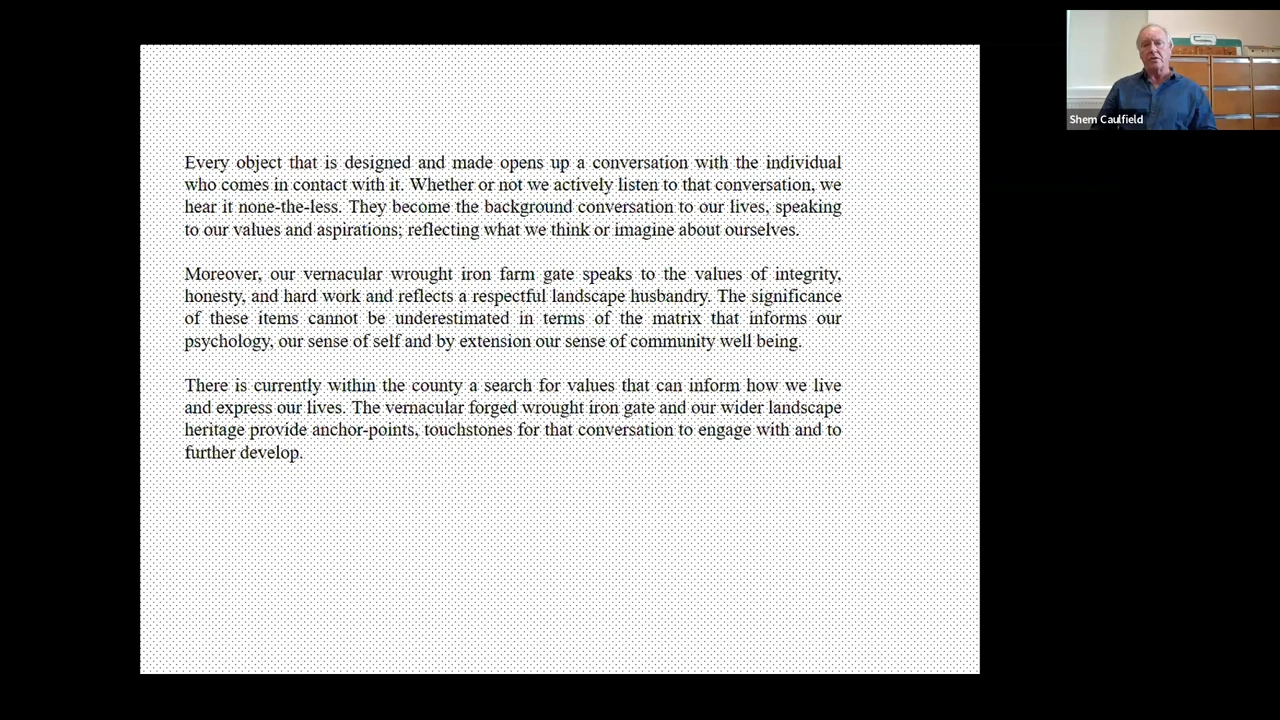 Every object that is designed and made opens up a conversation with the individual
who comes in contact with it. Whether or not we actively listen to that conversation, we
hear it none-the-less. They become the background conversation to our lives, speaking
to our values and aspirations; reflecting what we think or imagine about ourselves.
Moreover, our vernacular wrought iron farm gate speaks to the values of integrity,
honesty, and hard work and reflects a respectful landscape husbandry. The significance
of these items cannot be underestimated in terms of the matrix that informs our
psychology, our sense of self and by extension our sense of community well being.
There is currently within the county a search for values that can inform how we live
and express our lives. The vernacular forged wrought iron gate and our wider landscape
heritage provide anchor-points, touchstones for that conversation to engage with and to
further develop.
Shem Caulfield